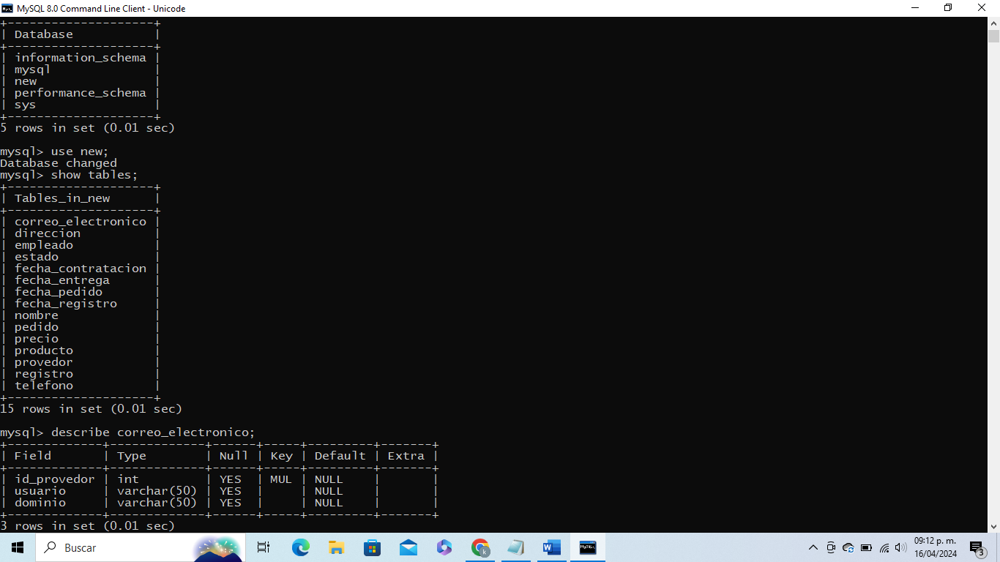 MySQL 8.0 Command Line Client - Unicode
+--------------------+
| Database           |
+--------------------+
| information_schema |
| mysql              |
| new                |
| performance_schema |
| sys                |
+--------------------+
5 rows in set (0.01 sec)
mysql> use new;
Database changed
mysql> show tables;
+--------------------+
| Tables_in_new      |
+--------------------+
| correo_electronico |
| direccion          |
| empleado           |
| estado             |
| fecha_contratacion |
| fecha_entrega      |
| fecha_pedido       |
| fecha_registro     |
| nombre             |
| pedido             |
| precio             |
| producto           |
| provedor           |
| registro           |
| telefono           |
+--------------------+
15 rows in set (0.01 sec)
mysql> describe correo_electronico;
+-------------+-------------+------+-----+---------+-------+
| Field       | Type        | Null | Key | Default | Extra |
+-------------+-------------+------+-----+---------+-------+
| id_provedor | int         | YES  | MUL | NULL    |       |
| usuario     | varchar(50) | YES  |     | NULL    |       |
| dominio     | varchar(50) | YES  |     | NULL    |       |
+-------------+-------------+------+-----+---------+-------+
3 rows in set (0.01 sec)
Buscar
09:12 p. m.
16/04/2024
3